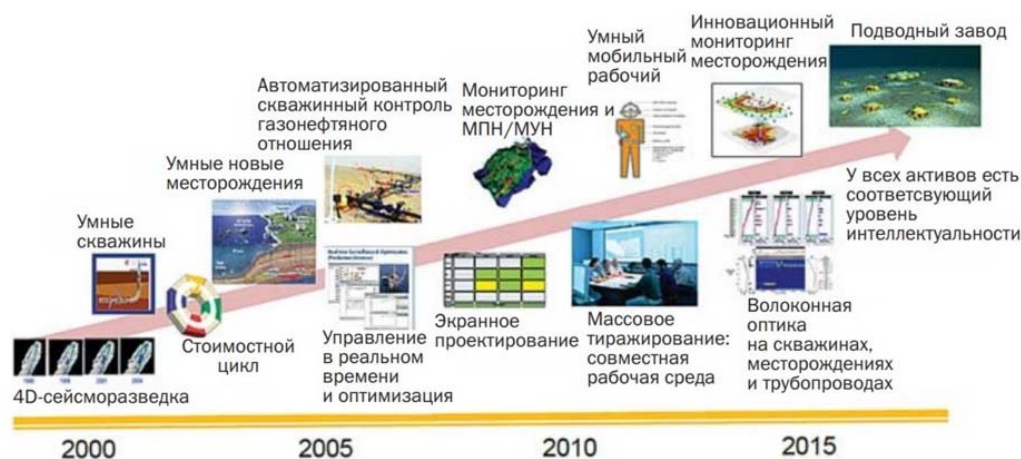 Умный
мобильный
рабочий
Инновационный
мониторинг
месторождения
Подводный завод
Автоматизированный
скважинный контроль
газонефтяного
отношения
Мониторинг
месторождения и
МПН/МУН
Умные новые
месторождения
Умные
скважины
У всех активов есть
соответсвующий
уровень
интеллектуальности
4D-сейсморазведка
Стоимостной
цикл
Управление
в реальном
времени
и оптимизация
Экранное
проектирование
Массовое
тиражирование:
совместная
рабочая среда
Волоконная
оптика
на скважинах,
месторождениях
и трубопроводах
2000
2005
2010
2015